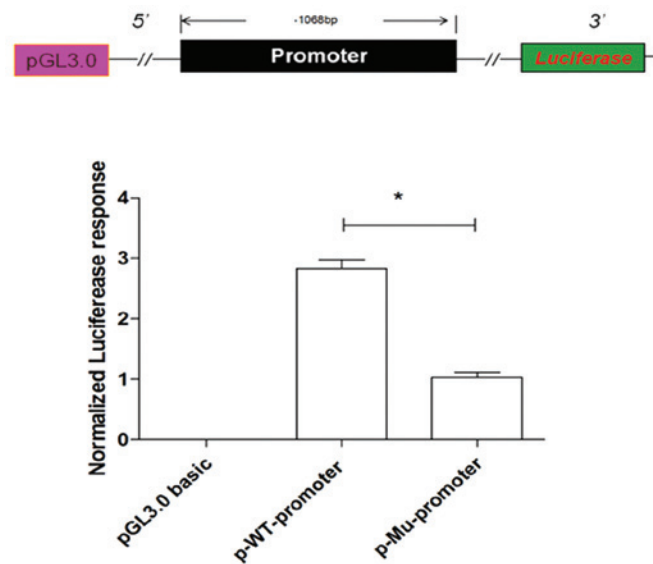 5’
-1068bp
3’
pGL3.0
Promoter
Luciferase
Normalized Luciferease response
4
3
2
1
0
*
pGL3.0 basic
p-WT-promoter
p-Mu-promoter